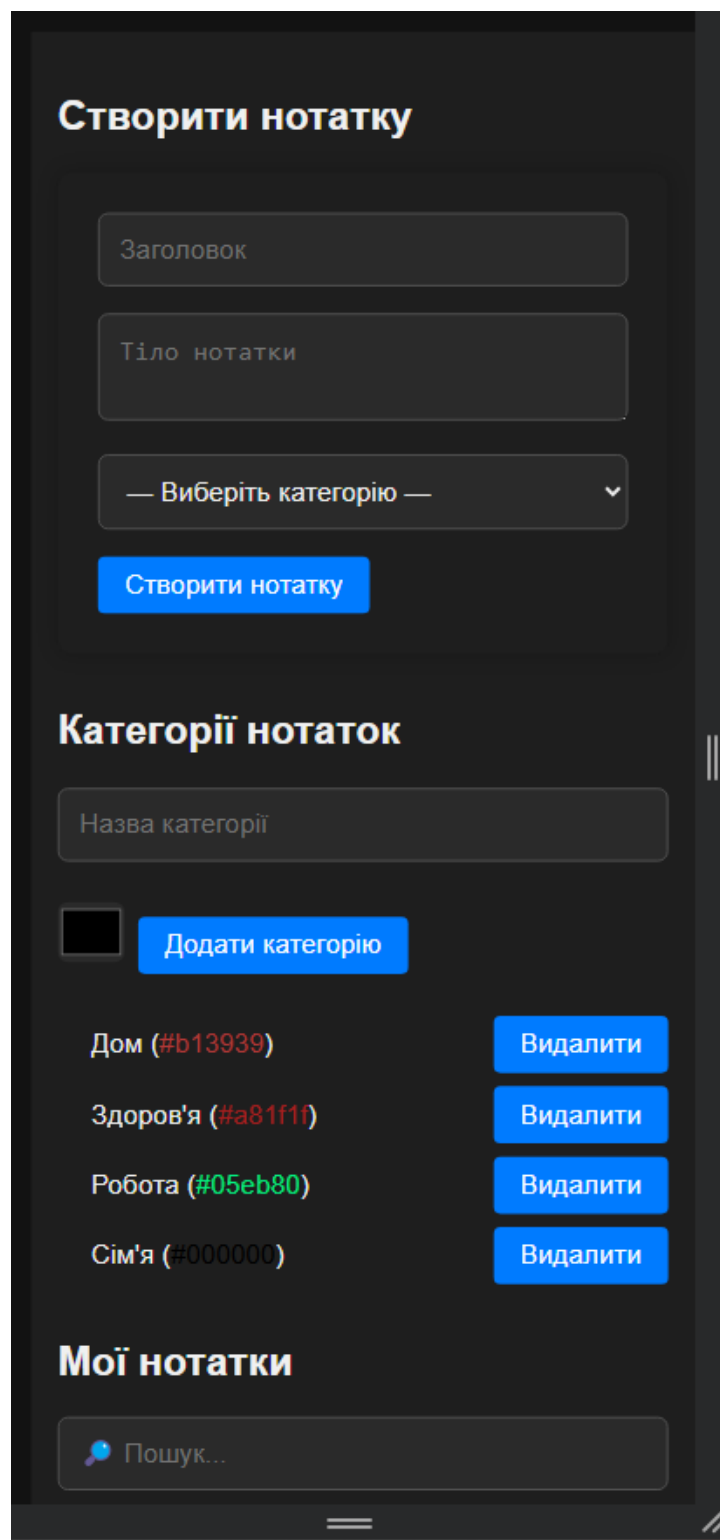 Створити нотатку
Заголовок
Тіло нотатки
— Виберіть категорію —
Створити нотатку
Категорії нотаток
Назва категорії
Додати категорію
Дом (#b13939) Видалити
Здоров'я (#a81f1f) Видалити
Робота (#05eb80) Видалити
Сім'я (#000000) Видалити
Мої нотатки
🔎 Пошук...